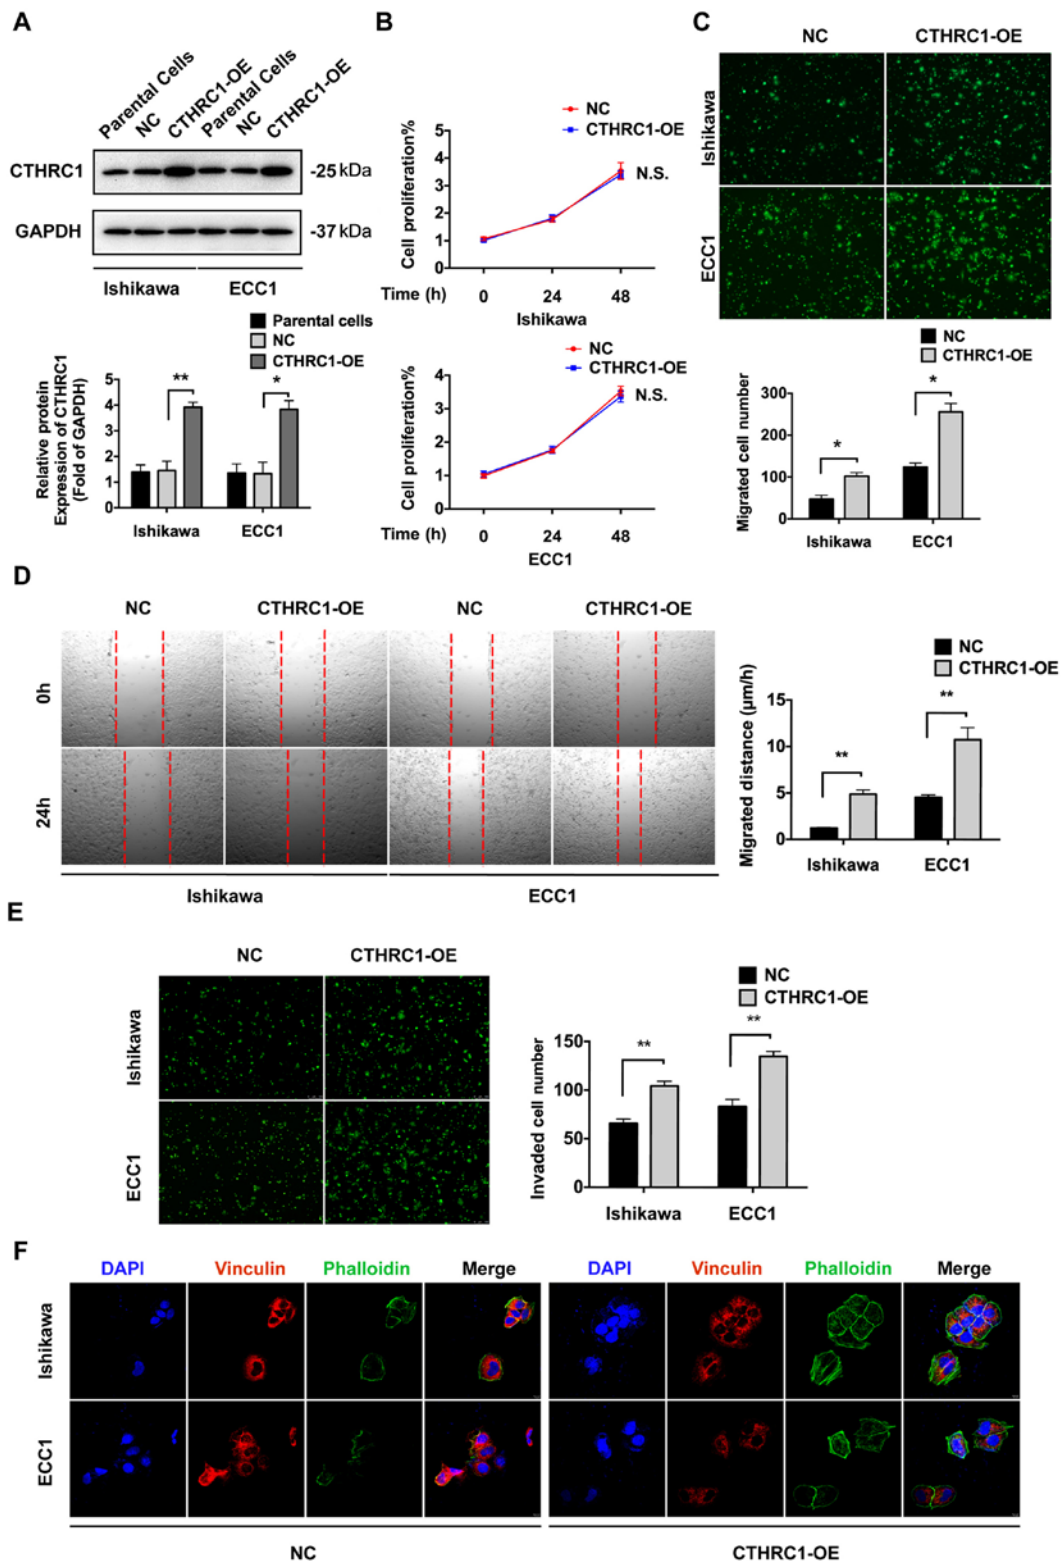 A
Parental Cells
NC
CTHRC1-OE
Parental Cells
NC
CTHRC1-OE
CTHRC1
-25 kDa
GAPDH
-37 kDa
Ishikawa
ECC1
Parental cells
NC
CTHRC1-OE
Relative protein
Expression of CTHRC1
(Fold of GAPDH)
5
4
3
2
1
0
**
*
Ishikawa
ECC1
B
NC
CTHRC1-OE
Cell proliferation%
5
4
3
2
1
0
N.S.
Time (h)
0
24
48
Ishikawa
NC
CTHRC1-OE
Cell proliferation%
4
3
2
1
0
N.S.
Time (h)
0
24
48
ECC1
C
NC
CTHRC1-OE
Ishikawa
ECC1
NC
CTHRC1-OE
Migrated cell number
300
200
100
0
*
*
Ishikawa
ECC1
D
NC
CTHRC1-OE
NC
CTHRC1-OE
0h
24h
Ishikawa
ECC1
NC
CTHRC1-OE
Migrated distance (μm/h)
15
10
5
0
**
**
Ishikawa
ECC1
E
NC
CTHRC1-OE
Ishikawa
ECC1
NC
CTHRC1-OE
Invaded cell number
150
100
50
0
**
**
Ishikawa
ECC1
F
DAPI
Vinculin
Phalloidin
Merge
DAPI
Vinculin
Phalloidin
Merge
Ishikawa
ECC1
NC
CTHRC1-OE